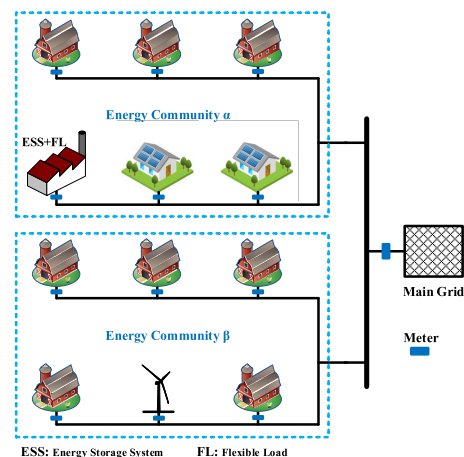 Energy Community α
ESS+FL
Energy Community β
Main Grid
Meter
ESS: Energy Storage System FL: Flexible Load